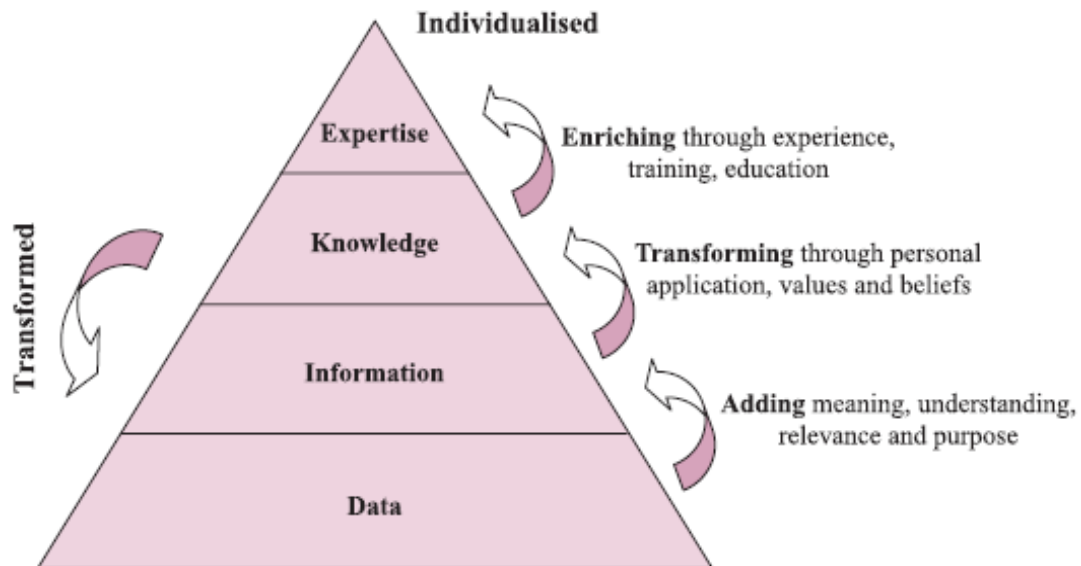 Individualised
Expertise
Enriching through experience,
training, education
Transformed
Knowledge
Transforming through personal
application, values and beliefs
Information
Adding meaning, understanding,
relevance and purpose
Data